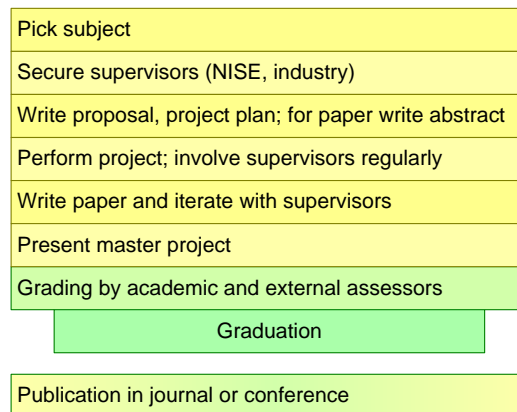 Pick subject
Secure supervisors (NISE, industry)
Write proposal, project plan; for paper write abstract
Perform project; involve supervisors regularly
Write paper and iterate with supervisors
Present master project
Grading by academic and external assessors
Graduation
Publication in journal or conference